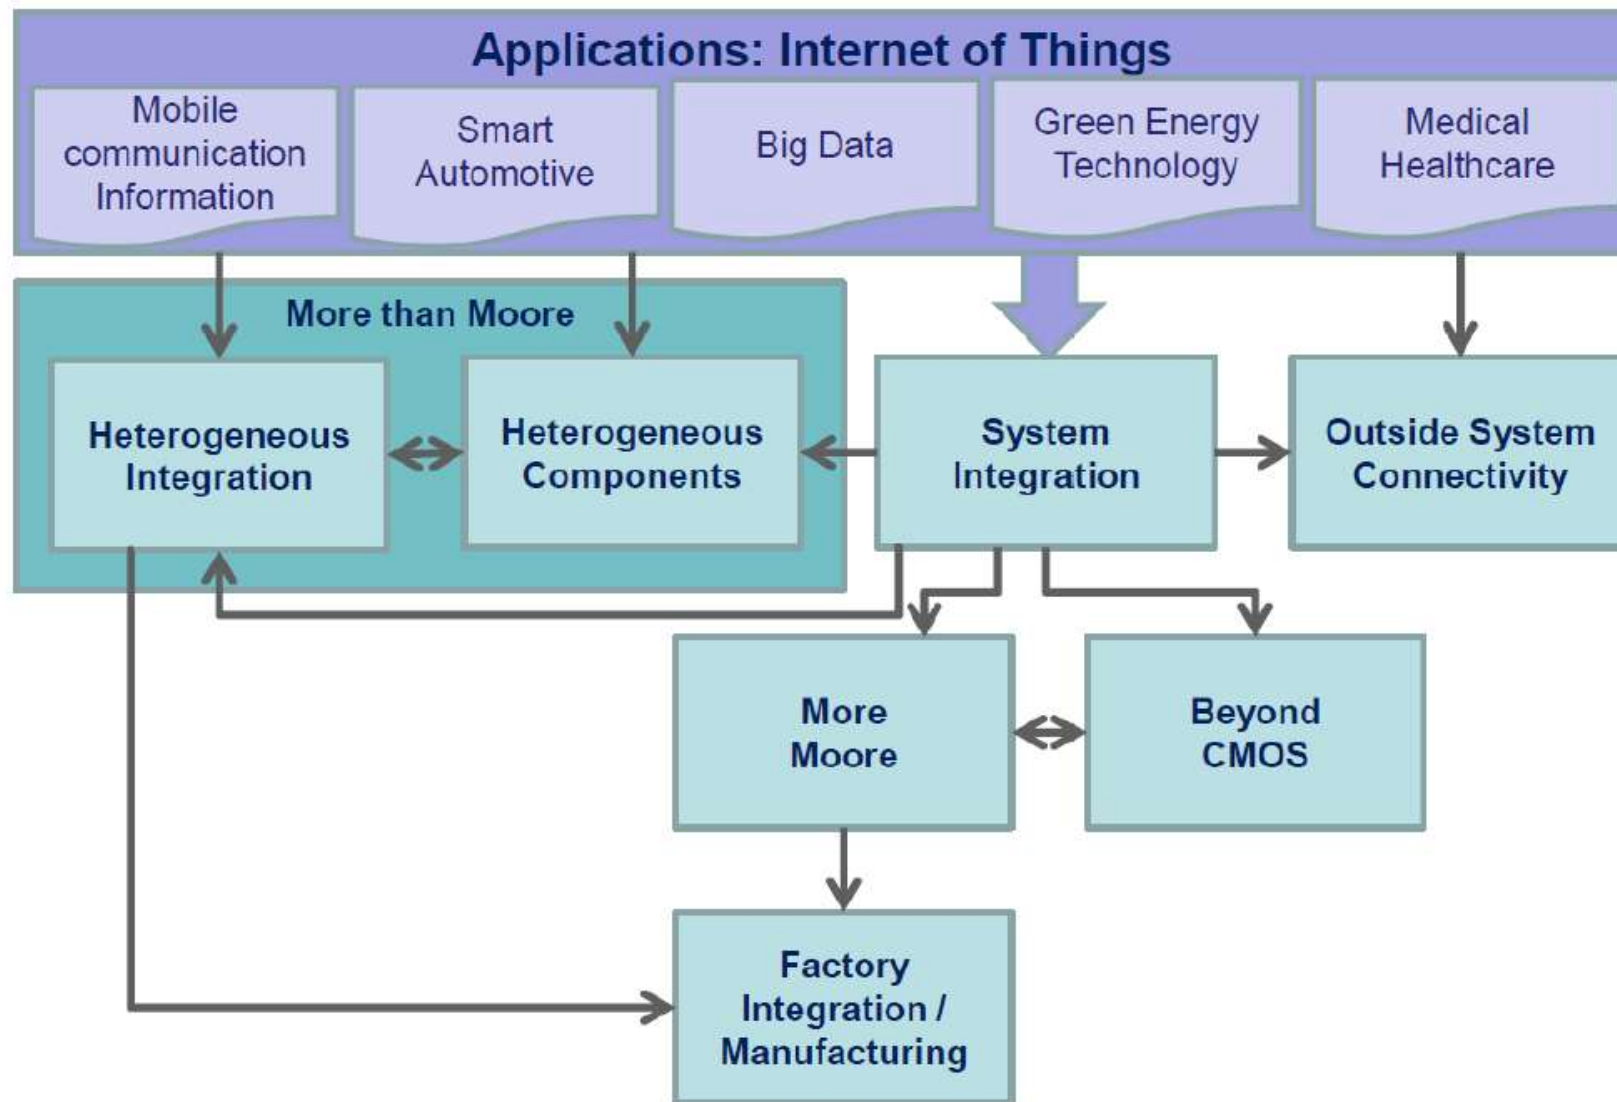 Applications: Internet of Things
Mobile
communication
Information
Smart
Automotive
Big Data
Green Energy
Technology
Medical
Healthcare
More than Moore
Heterogeneous
Integration
Heterogeneous
Components
System
Integration
Outside System
Connectivity
More
Moore
Beyond
CMOS
Factory
Integration /
Manufacturing